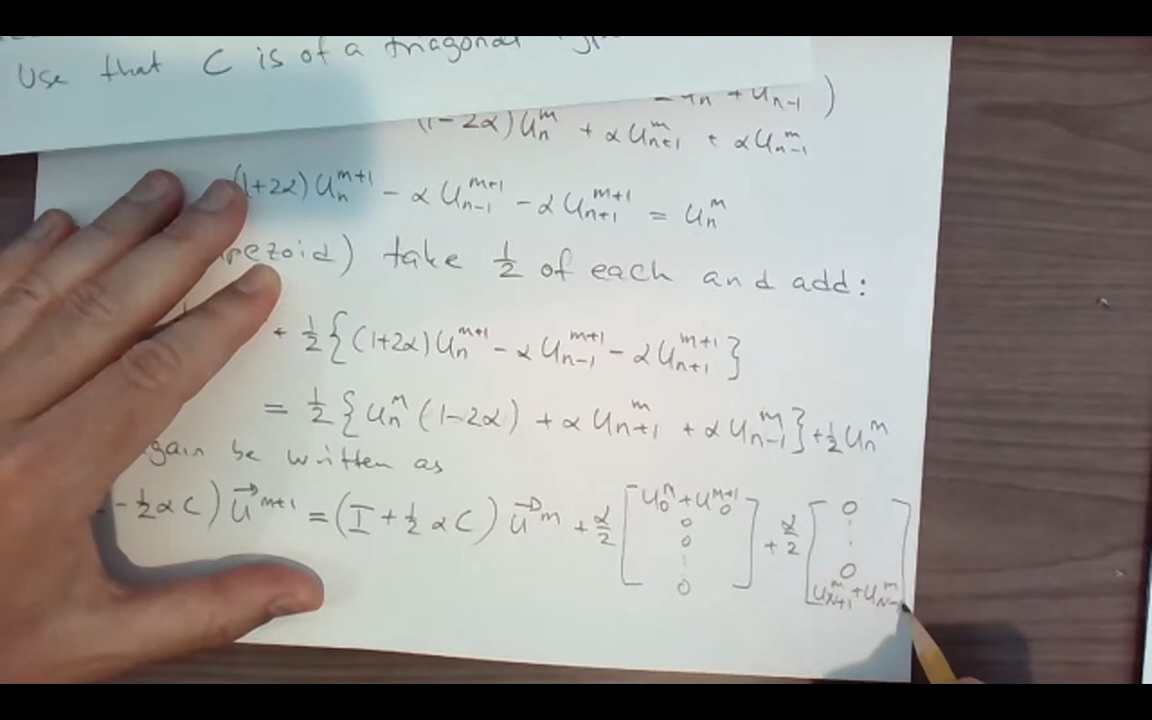 Use that C is of a
+ u_{n-1} )
(1-2α) u_n^m + α u_{n+1}^m + α u_{n-1}^m
(1+2α) u_n^{m+1} - α u_{n-1}^{m+1} - α u_{n+1}^{m+1} = u_n^m
take 1/2 of each and add:
+ 1/2 { (1+2α) u_n^{m+1} - α u_{n-1}^{m+1} - α u_{n+1}^{m+1} }
= 1/2 { u_n^m (1-2α) + α u_{n+1}^m + α u_{n-1}^m } + 1/2 u_n^m
be written as
- 1/2 α C) \vec{u}^{m+1} = (I + 1/2 α C) \vec{u}^m + α/2 [ u_0^m + u_0^{m+1} 0 0 ⋮ 0 ] + α/2 [ 0 ⋮ 0 u_{N+1}^m +